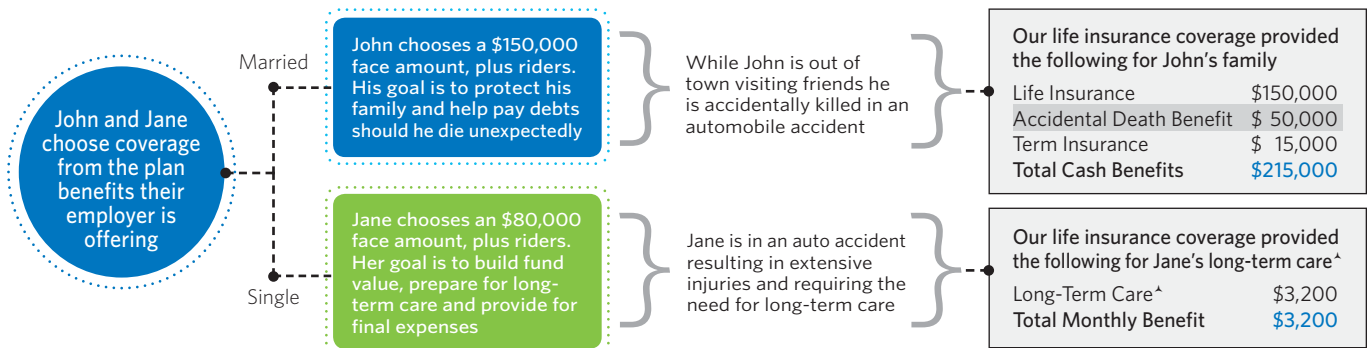 John and Jane
choose coverage
from the plan
benefits their
employer is
offering
Married
John chooses a $150,000
face amount, plus riders.
His goal is to protect his
family and help pay debts
should he die unexpectedly
While John is out of
town visiting friends he
is accidentally killed in an
automobile accident
Our life insurance coverage provided
the following for John’s family
Life Insurance $150,000
Accidental Death Benefit $ 50,000
Term Insurance $ 15,000
Total Cash Benefits $215,000
Single
Jane chooses an $80,000
face amount, plus riders.
Her goal is to build fund
value, prepare for long-
term care and provide for
final expenses
Jane is in an auto accident
resulting in extensive
injuries and requiring the
need for long-term care
Our life insurance coverage provided
the following for Jane’s long-term care⁁
Long-Term Care⁁ $3,200
Total Monthly Benefit $3,200